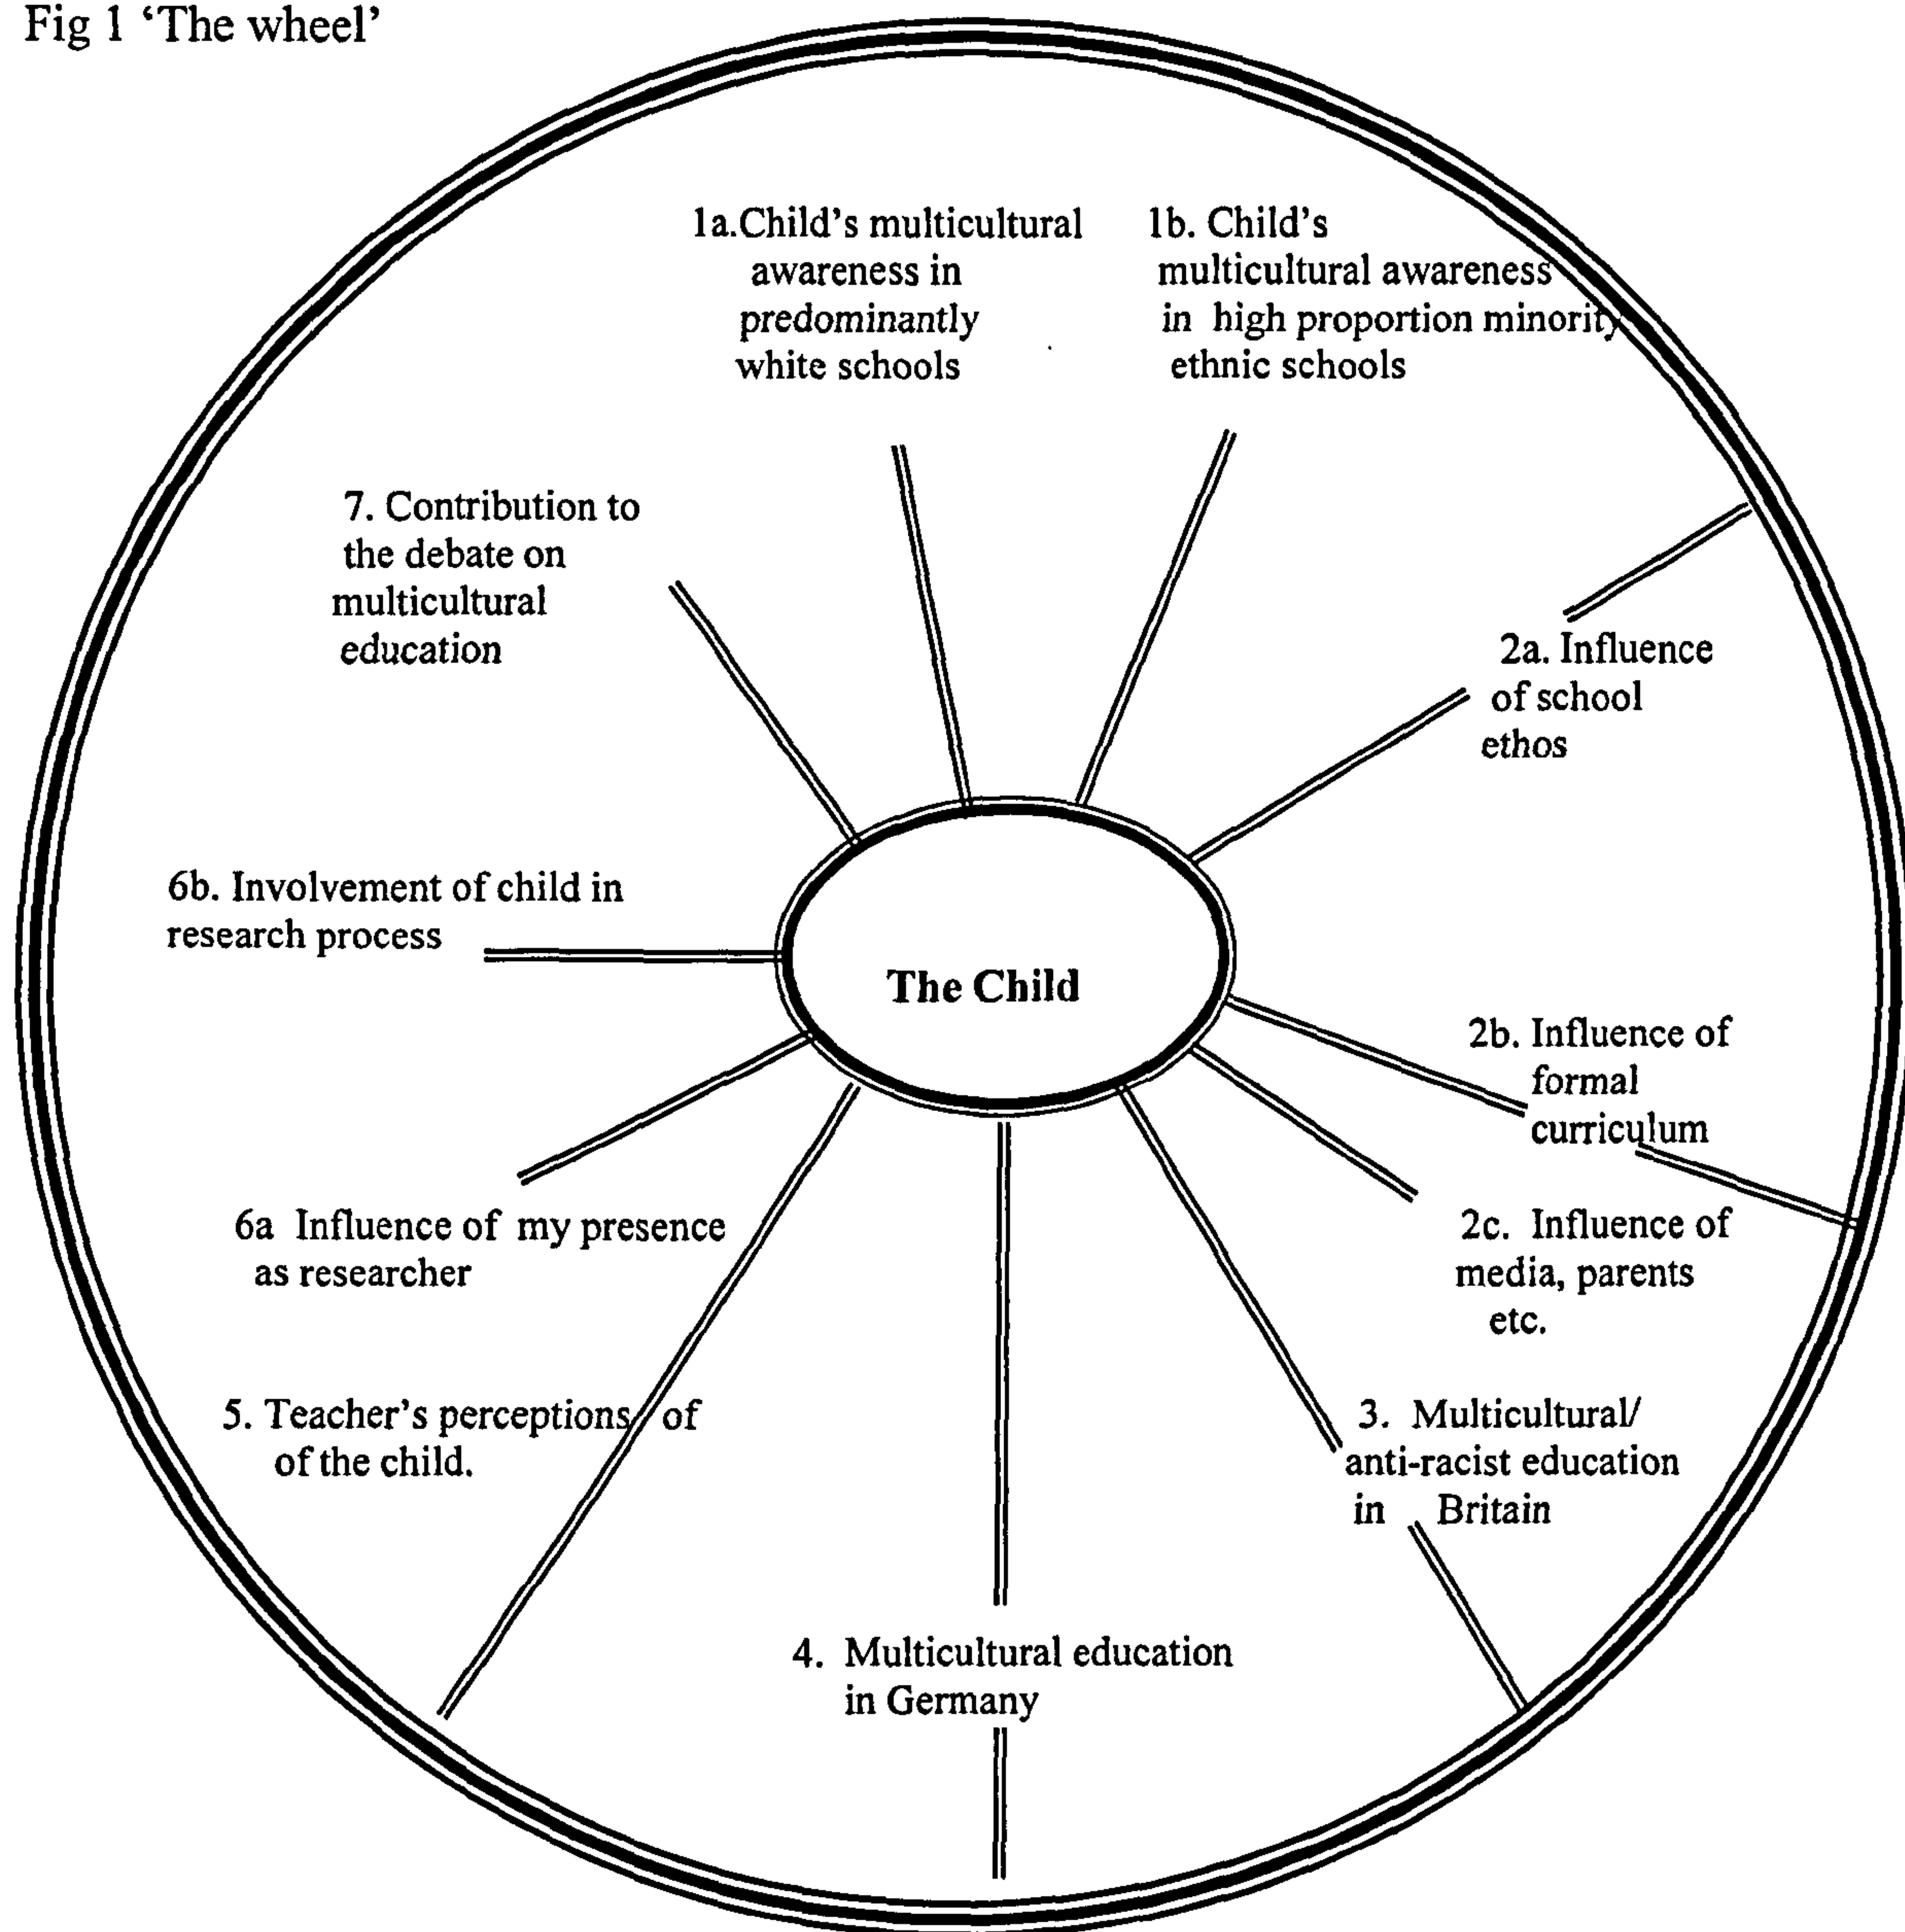 Fig 1 ‘The wheel’
1a.Child’s multicultural
awareness in
predominantly
white schools
1b. Child’s
multicultural awareness
in high proportion minority
ethnic schools
7. Contribution to
the debate on
multicultural
education
2a. Influence
of school
ethos
6b. Involvement of child in
research process
The Child
2b. Influence of
formal
curriculum
6a Influence of my presence
as researcher
2c. Influence of
media, parents
etc.
5. Teacher’s perceptions of
of the child.
3. Multicultural/
anti-racist education
in Britain
4. Multicultural education
in Germany